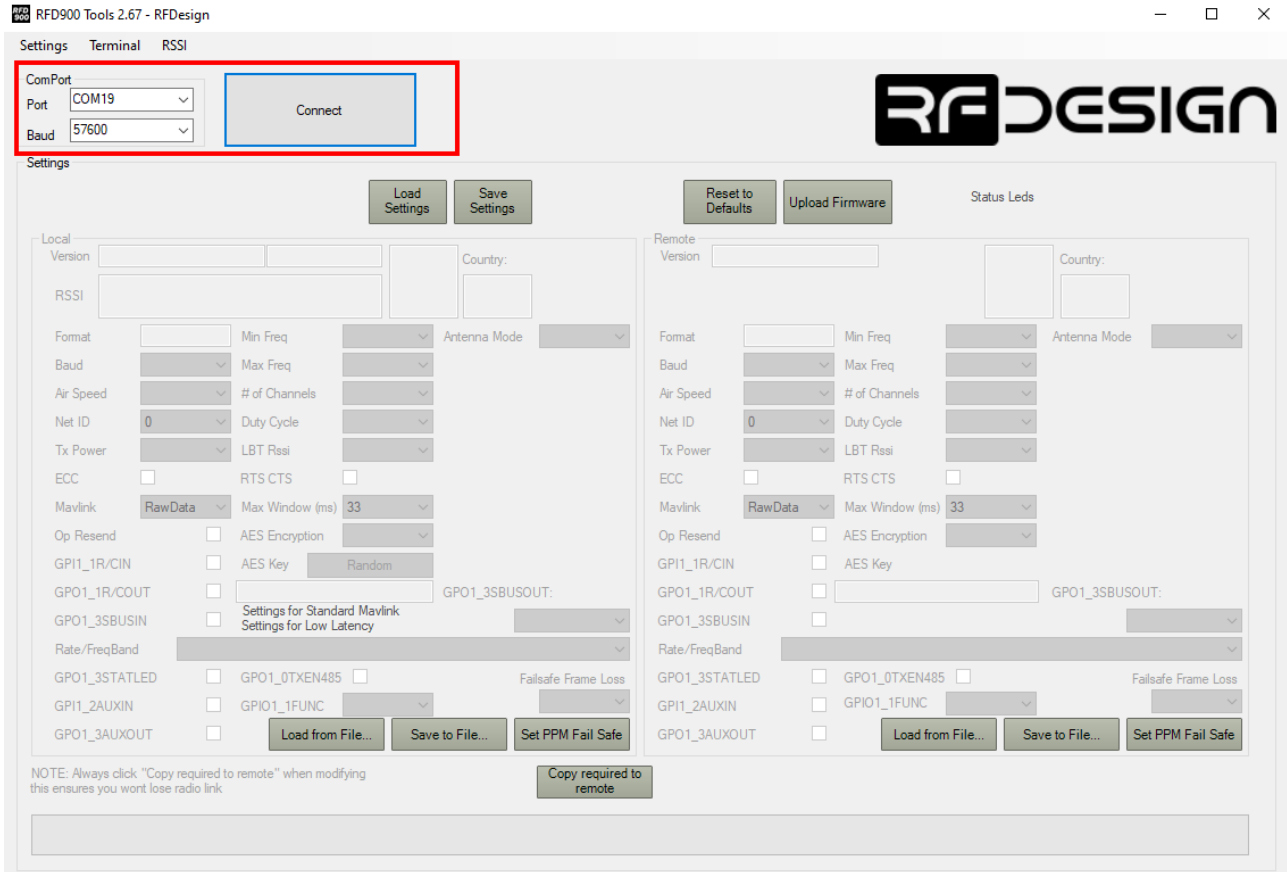 RFD900 Tools 2.67 - RFDesign
Settings Terminal RSSI
ComPort
Port COM19
Baud 57600
Connect
RFDESIGN
Settings
Load Settings
Save Settings
Reset to Defaults
Upload Firmware
Status Leds
Local
Version
Country:
RSSI
Format Min Freq Antenna Mode
Baud Max Freq
Air Speed # of Channels
Net ID 0 Duty Cycle
Tx Power LBT Rssi
ECC RTS CTS
Mavlink RawData Max Window (ms) 33
Op Resend AES Encryption
GPI1_1R/CIN AES Key Random
GPO1_1R/COUT GPO1_3SBUSOUT:
Settings for Standard Mavlink
GPO1_3SBUSIN Settings for Low Latency
Rate/FreqBand
GPO1_3STATLED GPO1_0TXEN485 Failsafe Frame Loss
GPI1_2AUXIN GPIO1_1FUNC
GPO1_3AUXOUT Load from File... Save to File... Set PPM Fail Safe
Remote
Version
Country:
Format Min Freq Antenna Mode
Baud Max Freq
Air Speed # of Channels
Net ID 0 Duty Cycle
Tx Power LBT Rssi
ECC RTS CTS
Mavlink RawData Max Window (ms) 33
Op Resend AES Encryption
GPI1_1R/CIN AES Key
GPO1_1R/COUT GPO1_3SBUSOUT:
GPO1_3SBUSIN
Rate/FreqBand
GPO1_3STATLED GPO1_0TXEN485 Failsafe Frame Loss
GPI1_2AUXIN GPIO1_1FUNC
GPO1_3AUXOUT Load from File... Save to File... Set PPM Fail Safe
NOTE: Always click "Copy required to remote" when modifying
this ensures you wont lose radio link
Copy required to
remote